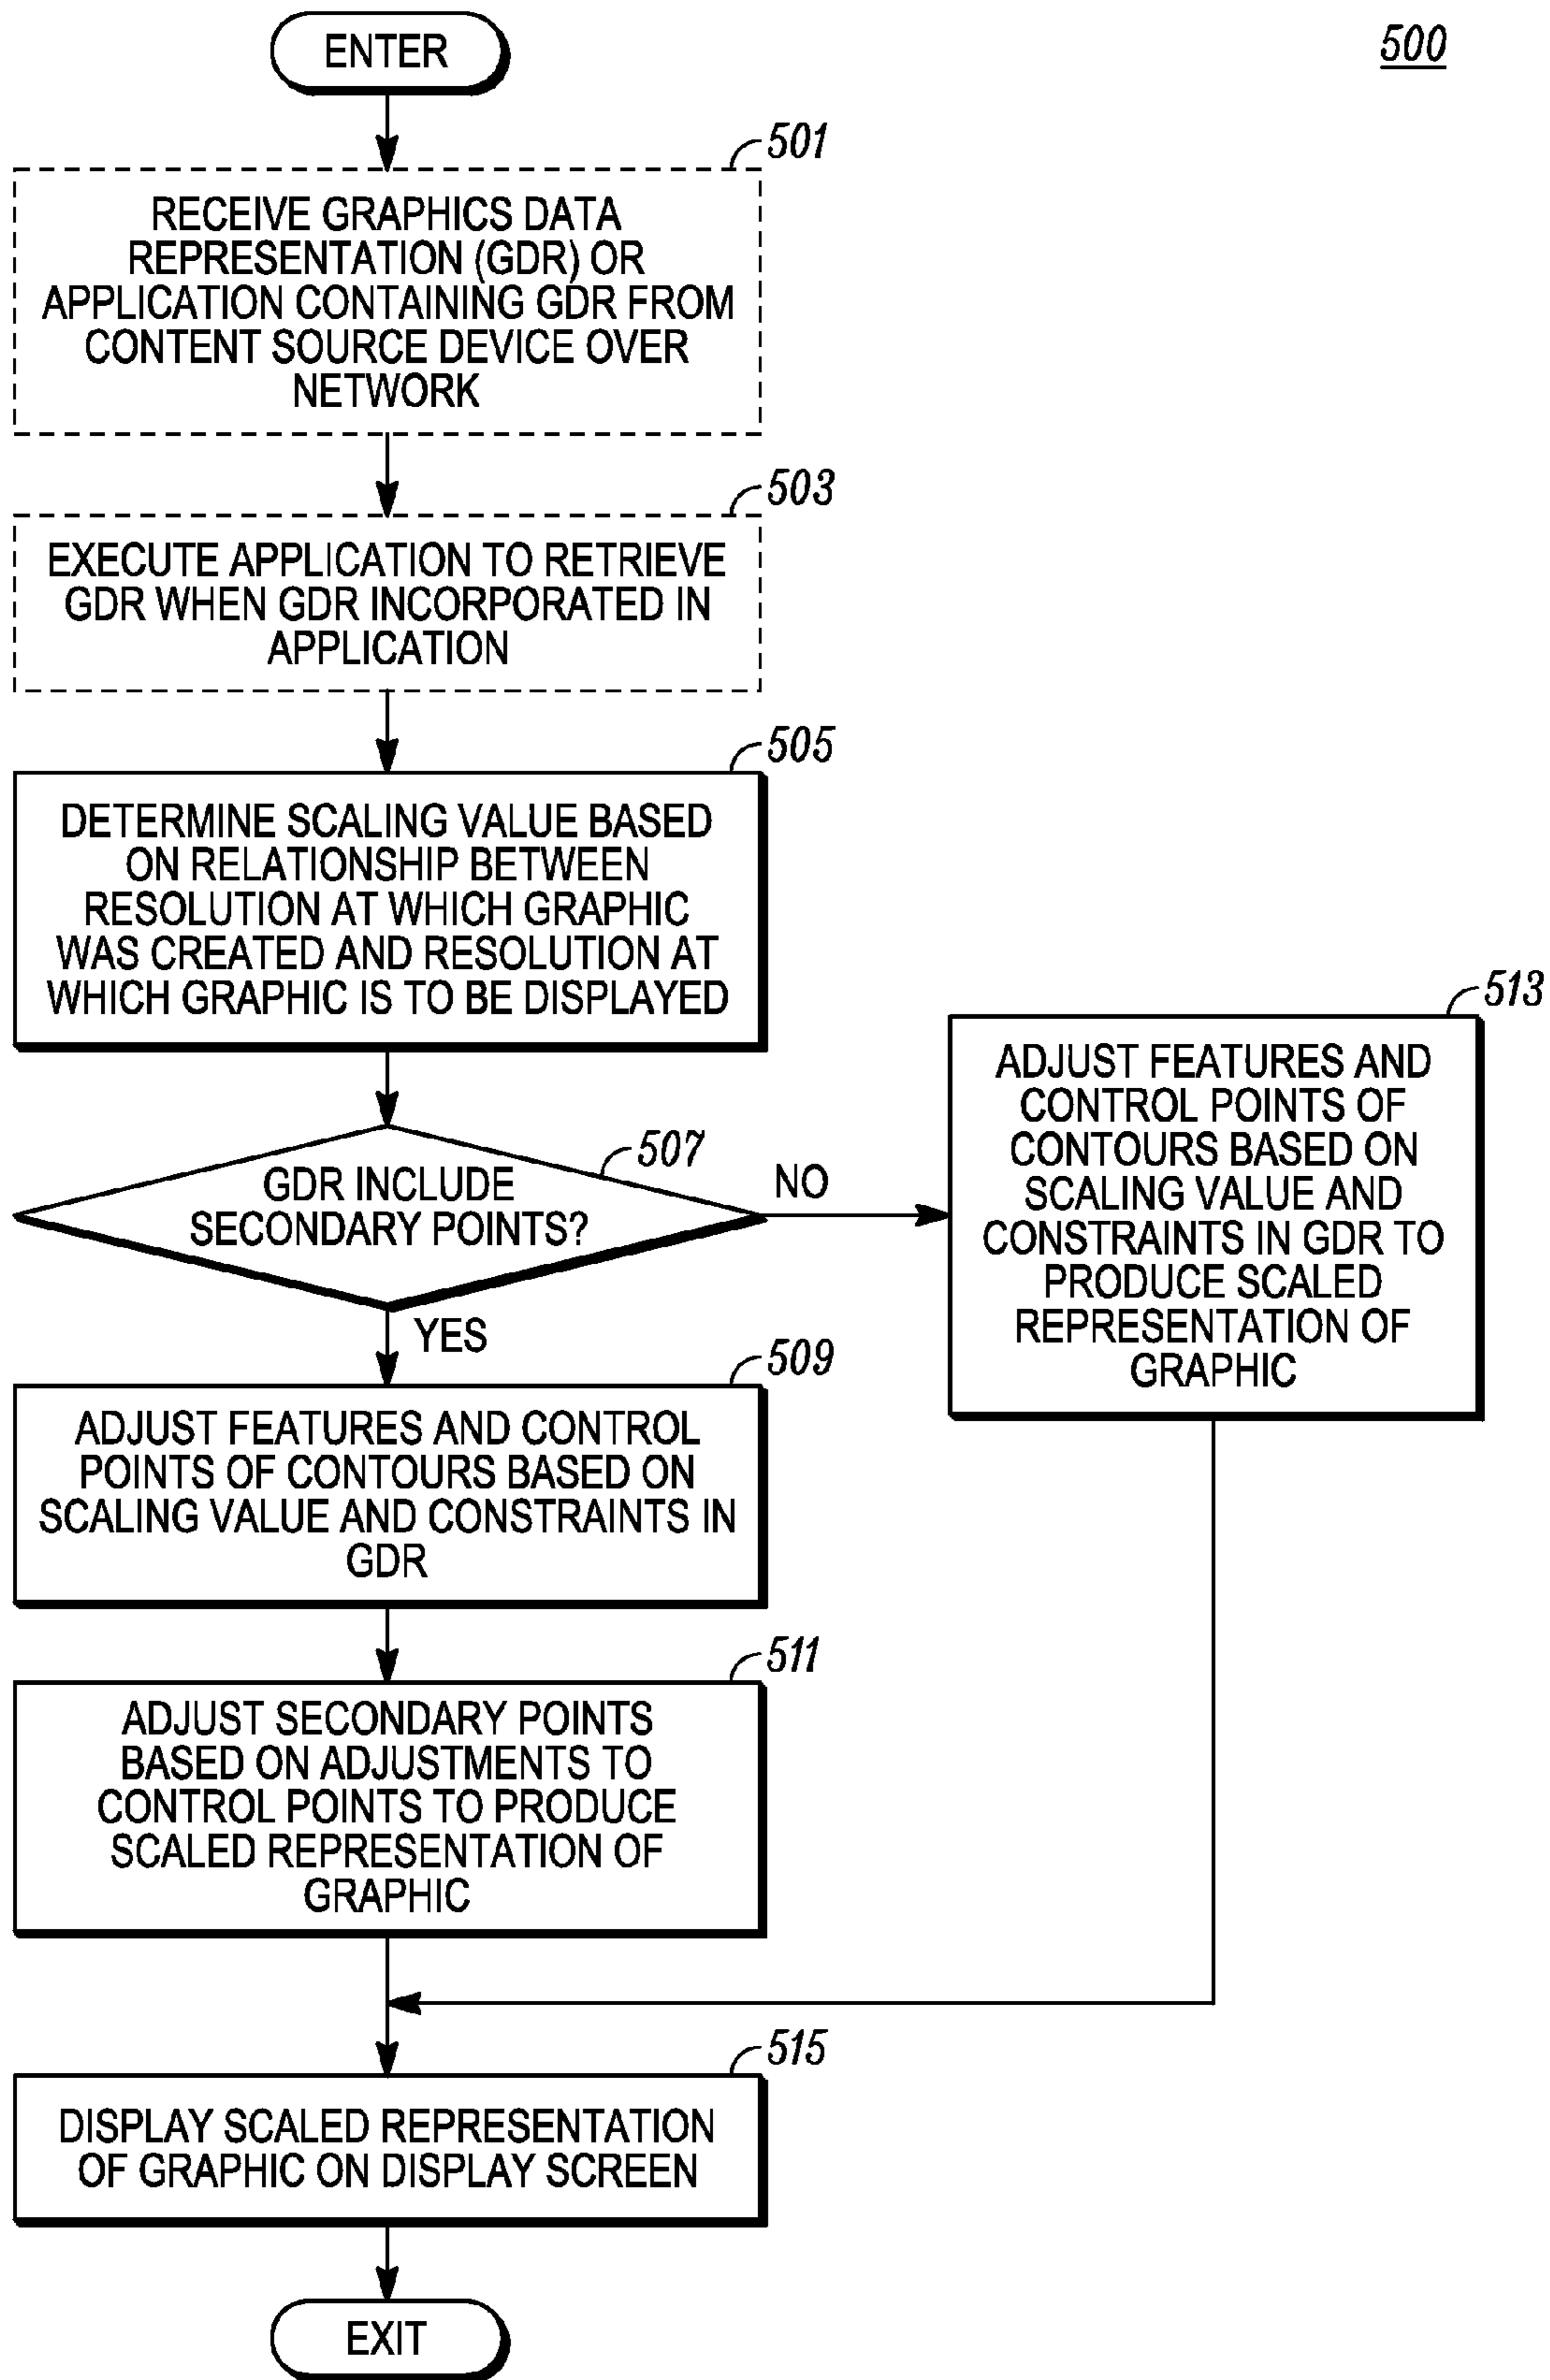 ENTER
500
501
RECEIVE GRAPHICS DATA
REPRESENTATION (GDR) OR
APPLICATION CONTAINING GDR FROM
CONTENT SOURCE DEVICE OVER
NETWORK
503
EXECUTE APPLICATION TO RETRIEVE
GDR WHEN GDR INCORPORATED IN
APPLICATION
505
DETERMINE SCALING VALUE BASED
ON RELATIONSHIP BETWEEN
RESOLUTION AT WHICH GRAPHIC
WAS CREATED AND RESOLUTION AT
WHICH GRAPHIC IS TO BE DISPLAYED
507
GDR INCLUDE
SECONDARY POINTS?
NO
513
ADJUST FEATURES AND
CONTROL POINTS OF
CONTOURS BASED ON
SCALING VALUE AND
CONSTRAINTS IN GDR TO
PRODUCE SCALED
REPRESENTATION OF
GRAPHIC
YES
509
ADJUST FEATURES AND CONTROL
POINTS OF CONTOURS BASED ON
SCALING VALUE AND CONSTRAINTS IN
GDR
511
ADJUST SECONDARY POINTS
BASED ON ADJUSTMENTS TO
CONTROL POINTS TO PRODUCE
SCALED REPRESENTATION OF
GRAPHIC
515
DISPLAY SCALED REPRESENTATION
OF GRAPHIC ON DISPLAY SCREEN
EXIT